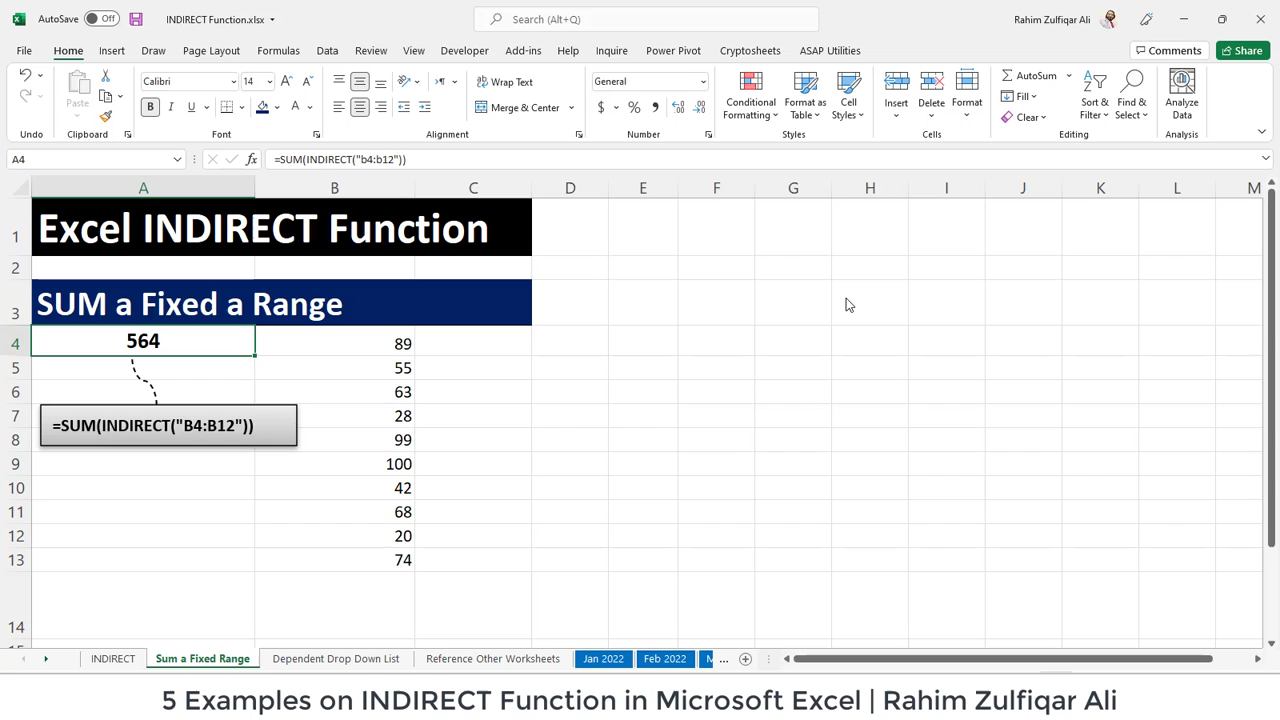 AutoSave Off INDIRECT Function.xlsx Search (Alt+Q) Rahim Zulfiqar Ali
File Home Insert Draw Page Layout Formulas Data Review View Developer Add-ins Help Inquire Power Pivot Cryptosheets ASAP Utilities Comments Share
Calibri 14 A A Wrap Text General AutoSum
Paste B I U A Merge & Center $ % , Conditional Formatting Format as Table Cell Styles Insert Delete Format Fill Clear Sort & Filter Find & Select Analyze Data
Undo Clipboard Font Alignment Number Styles Cells Editing Analysis
A4 fx =SUM(INDIRECT("b4:b12"))
A B C D E F G H I J K L M
1 Excel INDIRECT Function
2
3 SUM a Fixed a Range
4 564 89
5 55
6 63
7 =SUM(INDIRECT("B4:B12")) 28
8 99
9 100
10 42
11 68
12 20
13 74
14
INDIRECT Sum a Fixed Range Dependent Drop Down List Reference Other Worksheets Jan 2022 Feb 2022 ...
5 Examples on INDIRECT Function in Microsoft Excel | Rahim Zulfiqar Ali